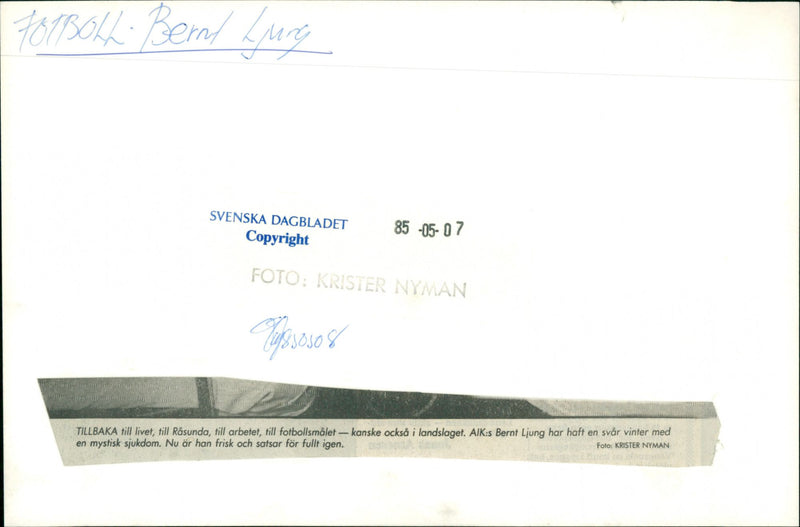 FOTBOLL. Bernt Ljung
SVENSKA DAGBLADET
Copyright
85 -05- 07
FOTO: KRISTER NYMAN
850508
TILLBAKA till livet, till Råsunda, till arbetet, till fotbollsmålet — kanske också i landslaget. AIK:s Bernt Ljung har haft en svår vinter med
en mystisk sjukdom. Nu är han frisk och satsar för fullt igen.
Foto: KRISTER NYMAN